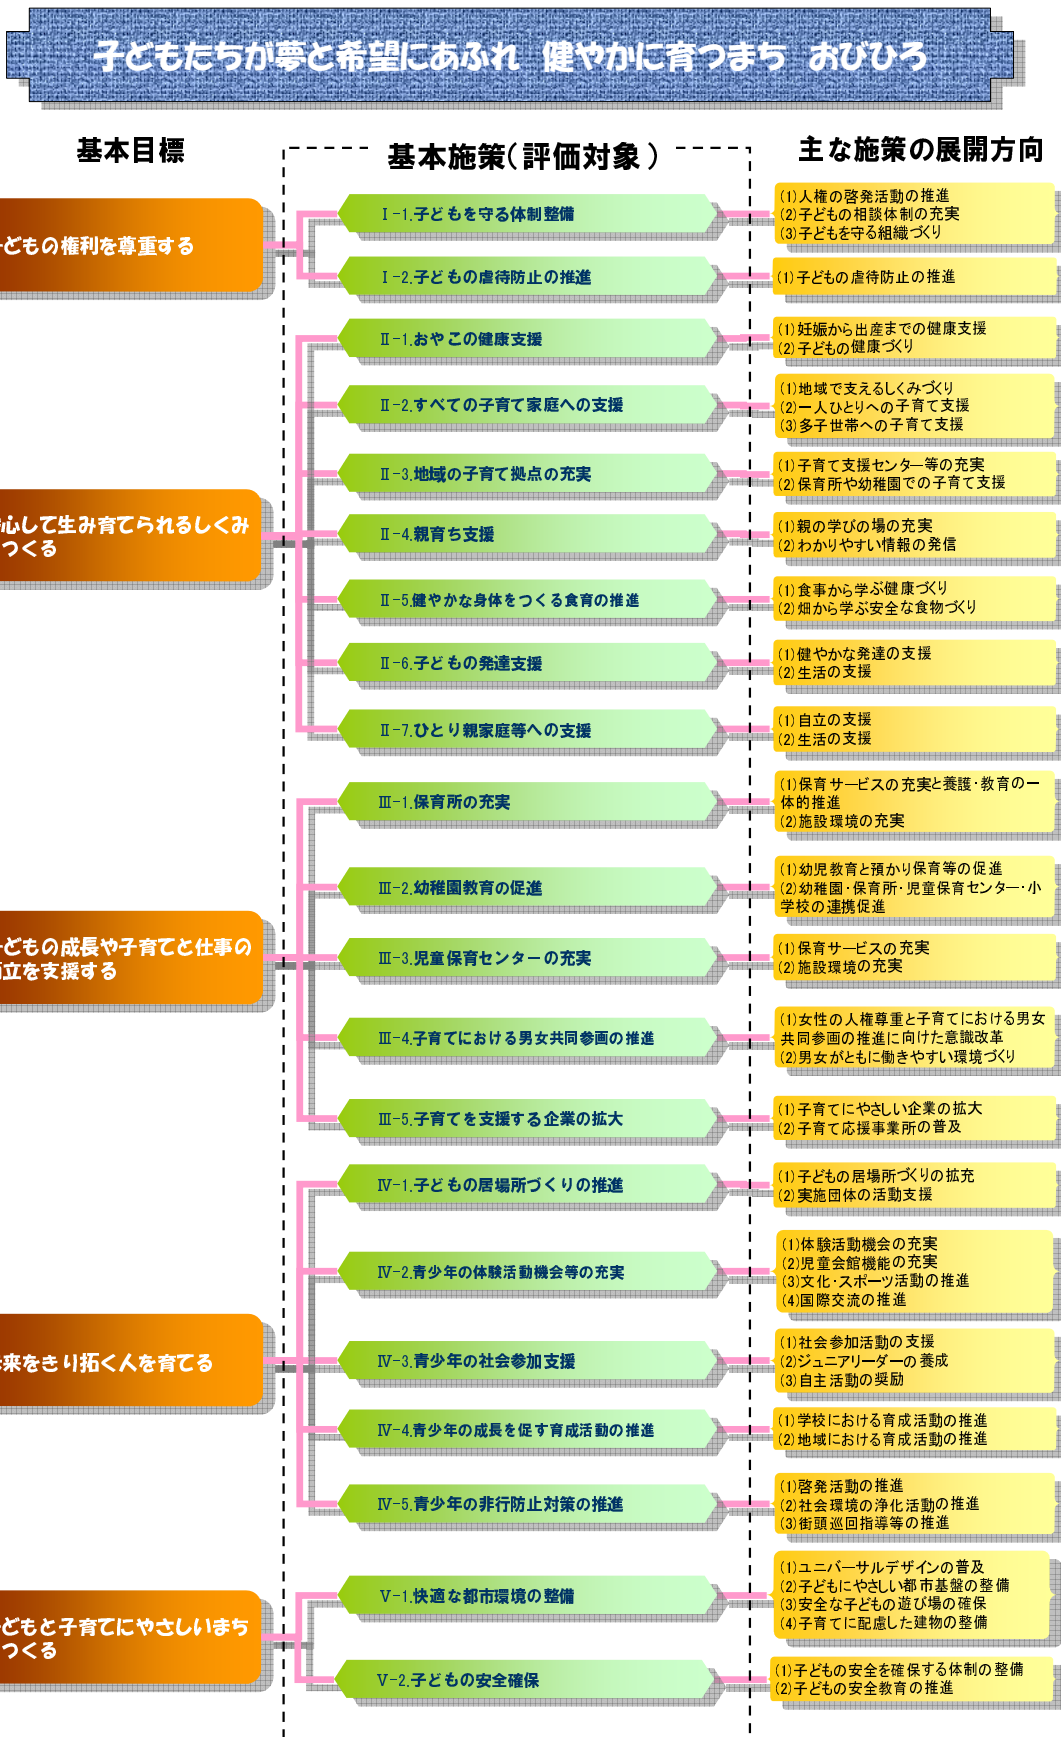 子どもたちが夢と希望にあふれ 健やかに育つまち おびひろ
基本目標
基本施策(評価対象)
主な施策の展開方向
どもの権利を尊重する
Ⅰ-1.子どもを守る体制整備
(1)人権の啓発活動の推進
(2)子どもの相談体制の充実
(3)子どもを守る組織づくり
Ⅰ-2.子どもの虐待防止の推進
(1)子どもの虐待防止の推進
心して生み育てられるしくみ
つくる
Ⅱ-1.おやこの健康支援
(1)妊娠から出産までの健康支援
(2)子どもの健康づくり
Ⅱ-2.すべての子育て家庭への支援
(1)地域で支えるしくみづくり
(2)一人ひとりへの子育て支援
(3)多子世帯への子育て支援
Ⅱ-3.地域の子育て拠点の充実
(1)子育て支援センター等の充実
(2)保育所や幼稚園での子育て支援
Ⅱ-4.親育ち支援
(1)親の学びの場の充実
(2)わかりやすい情報の発信
Ⅱ-5.健やかな身体をつくる食育の推進
(1)食事から学ぶ健康づくり
(2)畑から学ぶ安全な食物づくり
Ⅱ-6.子どもの発達支援
(1)健やかな発達の支援
(2)生活の支援
Ⅱ-7.ひとり親家庭等への支援
(1)自立の支援
(2)生活の支援
どもの成長や子育てと仕事の
立を支援する
Ⅲ-1.保育所の充実
(1)保育サービスの充実と養護・教育の一
体的推進
(2)施設環境の充実
Ⅲ-2.幼稚園教育の促進
(1)幼児教育と預かり保育等の促進
(2)幼稚園・保育所・児童保育センター・小
学校の連携促進
Ⅲ-3.児童保育センターの充実
(1)保育サービスの充実
(2)施設環境の充実
Ⅲ-4.子育てにおける男女共同参画の推進
(1)女性の人権尊重と子育てにおける男女
共同参画の推進に向けた意識改革
(2)男女がともに働きやすい環境づくり
Ⅲ-5.子育てを支援する企業の拡大
(1)子育てにやさしい企業の拡大
(2)子育て応援事業所の普及
来をきり拓く人を育てる
Ⅳ-1.子どもの居場所づくりの推進
(1)子どもの居場所づくりの拡充
(2)実施団体の活動支援
Ⅳ-2.青少年の体験活動機会等の充実
(1)体験活動機会の充実
(2)児童会館機能の充実
(3)文化・スポーツ活動の推進
(4)国際交流の推進
Ⅳ-3.青少年の社会参加支援
(1)社会参加活動の支援
(2)ジュニアリーダーの養成
(3)自主活動の奨励
Ⅳ-4.青少年の成長を促す育成活動の推進
(1)学校における育成活動の推進
(2)地域における育成活動の推進
Ⅳ-5.青少年の非行防止対策の推進
(1)啓発活動の推進
(2)社会環境の浄化活動の推進
(3)街頭巡回指導等の推進
どもと子育てにやさしいまち
つくる
Ⅴ-1.快適な都市環境の整備
(1)ユニバーサルデザインの普及
(2)子どもにやさしい都市基盤の整備
(3)安全な子どもの遊び場の確保
(4)子育てに配慮した建物の整備
Ⅴ-2.子どもの安全確保
(1)子どもの安全を確保する体制の整備
(2)子どもの安全教育の推進